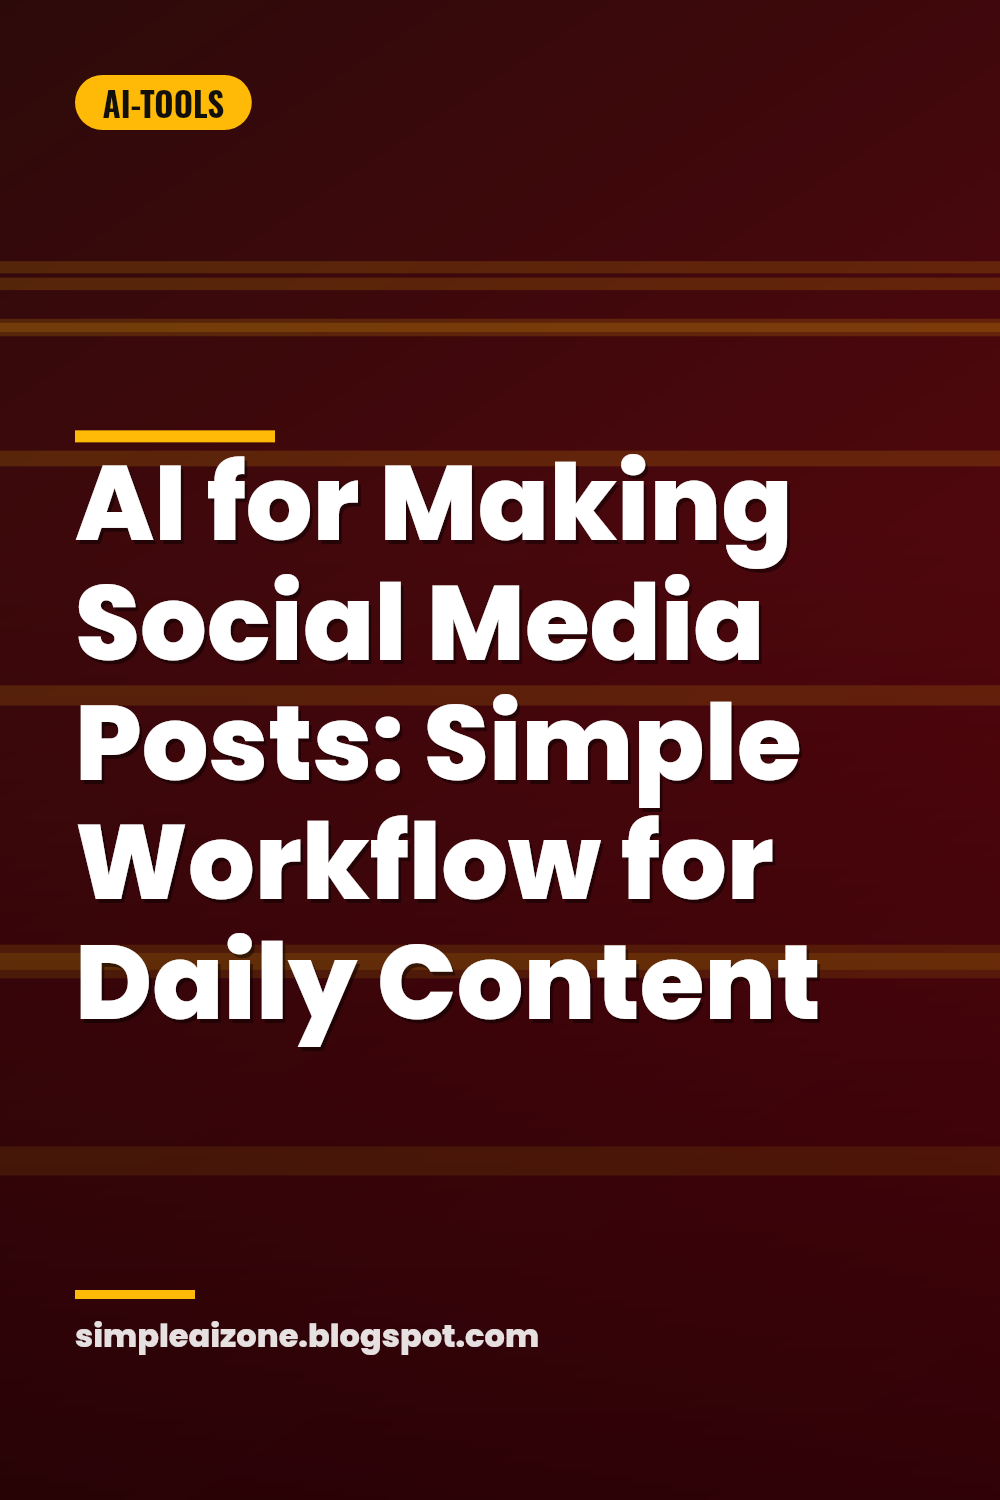 AI-TOOLS
AI for Making
Social Media
Posts: Simple
Workflow for
Daily Content
simpleaizone.blogspot.com